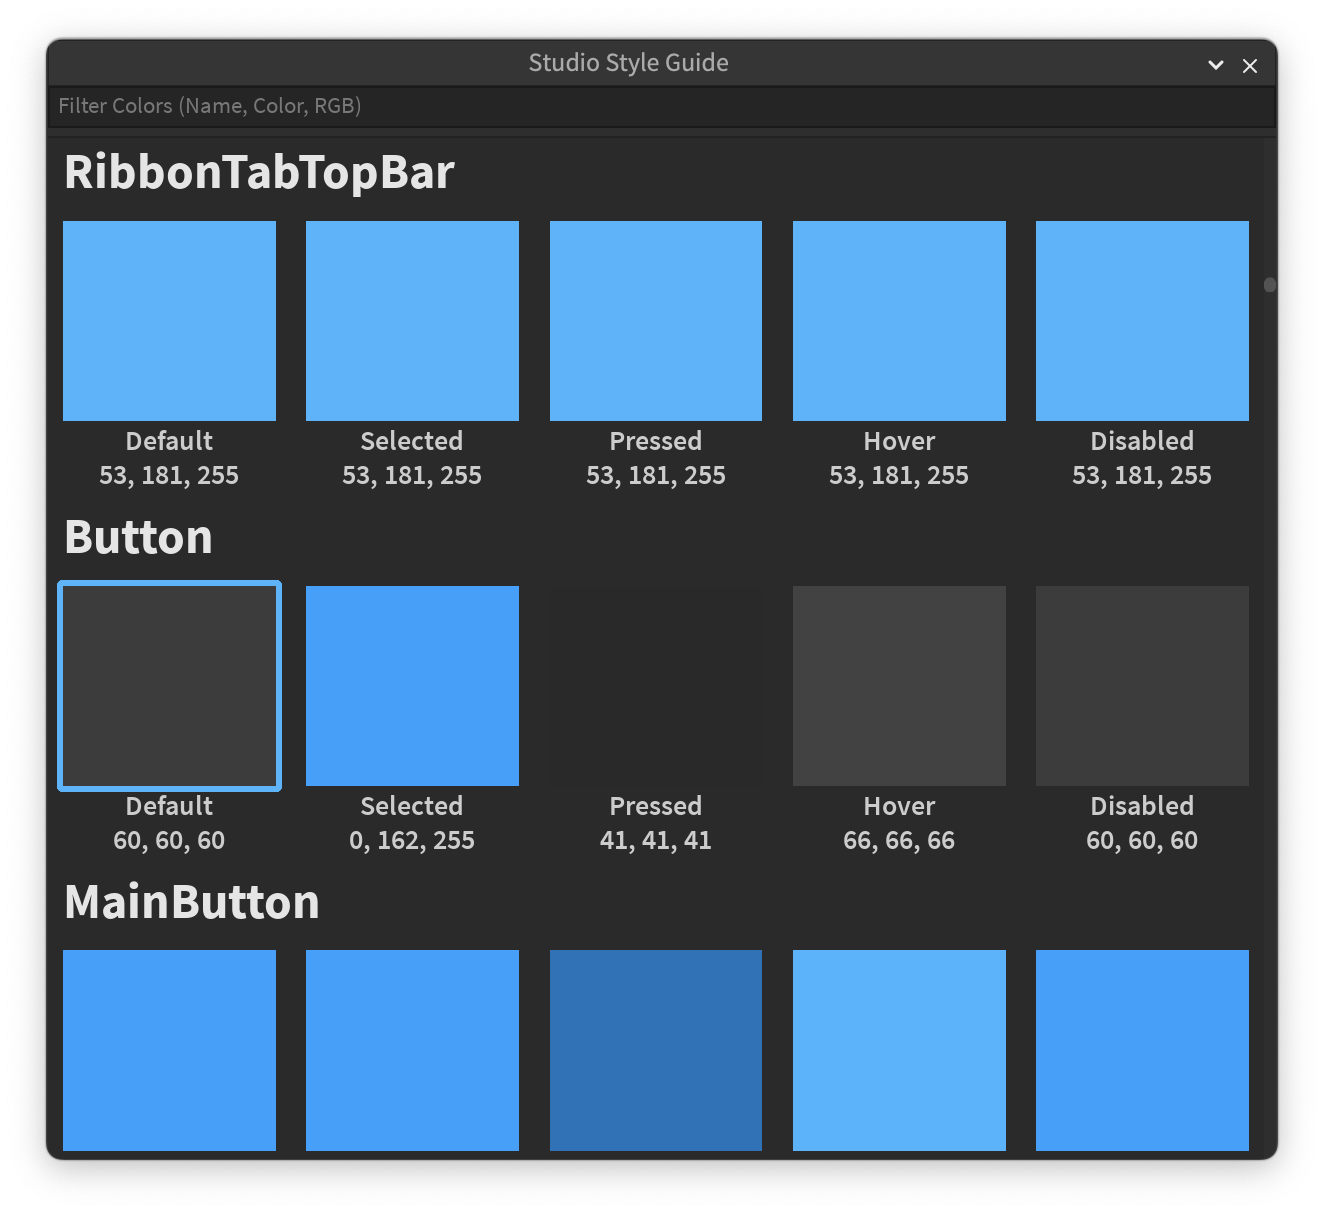 Studio Style Guide
Filter Colors (Name, Color, RGB)
RibbonTabTopBar
Default Selected Pressed Hover Disabled
53, 181, 255 53, 181, 255 53, 181, 255 53, 181, 255 53, 181, 255
Button
Default Selected Pressed Hover Disabled
60, 60, 60 0, 162, 255 41, 41, 41 66, 66, 66 60, 60, 60
MainButton